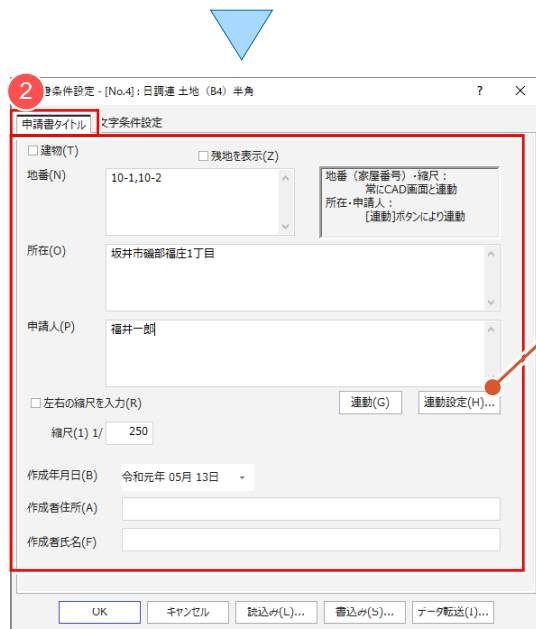 2
書条件設定 - [No.4] : 日調連 土地（B4）半角 ? ×
申請書タイトル 文字条件設定
建物(T) 残地を表示(Z)
地番(N) 10-1,10-2
地番（家屋番号）・縮尺：
常にCAD画面と連動
所在・申請人：
[連動]ボタンにより連動
所在(O) 坂井市磯部福庄1丁目
申請人(P) 福井一郎
左右の縮尺を入力(R) 連動(G) 連動設定(H)...
縮尺(1) 1/ 250
作成年月日(B) 令和元年 05月 13日
作成者住所(A)
作成者氏名(F)
OK キャンセル 読込み(L)... 書込み(S)... データ転送(I)...